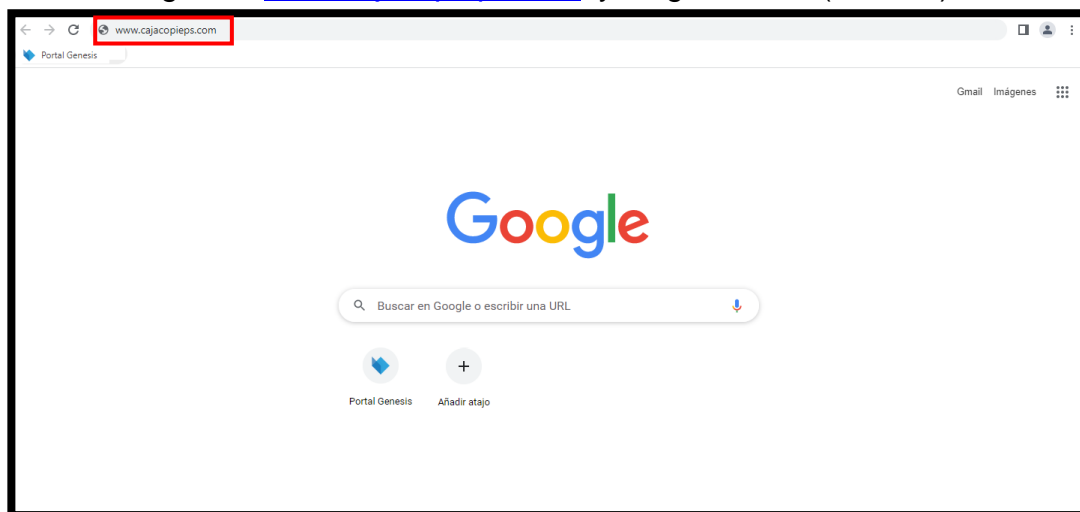 www.cajacopieps.com
Portal Genesis
Gmail Imágenes
Google
Buscar en Google o escribir una URL
Portal Genesis Añadir atajo